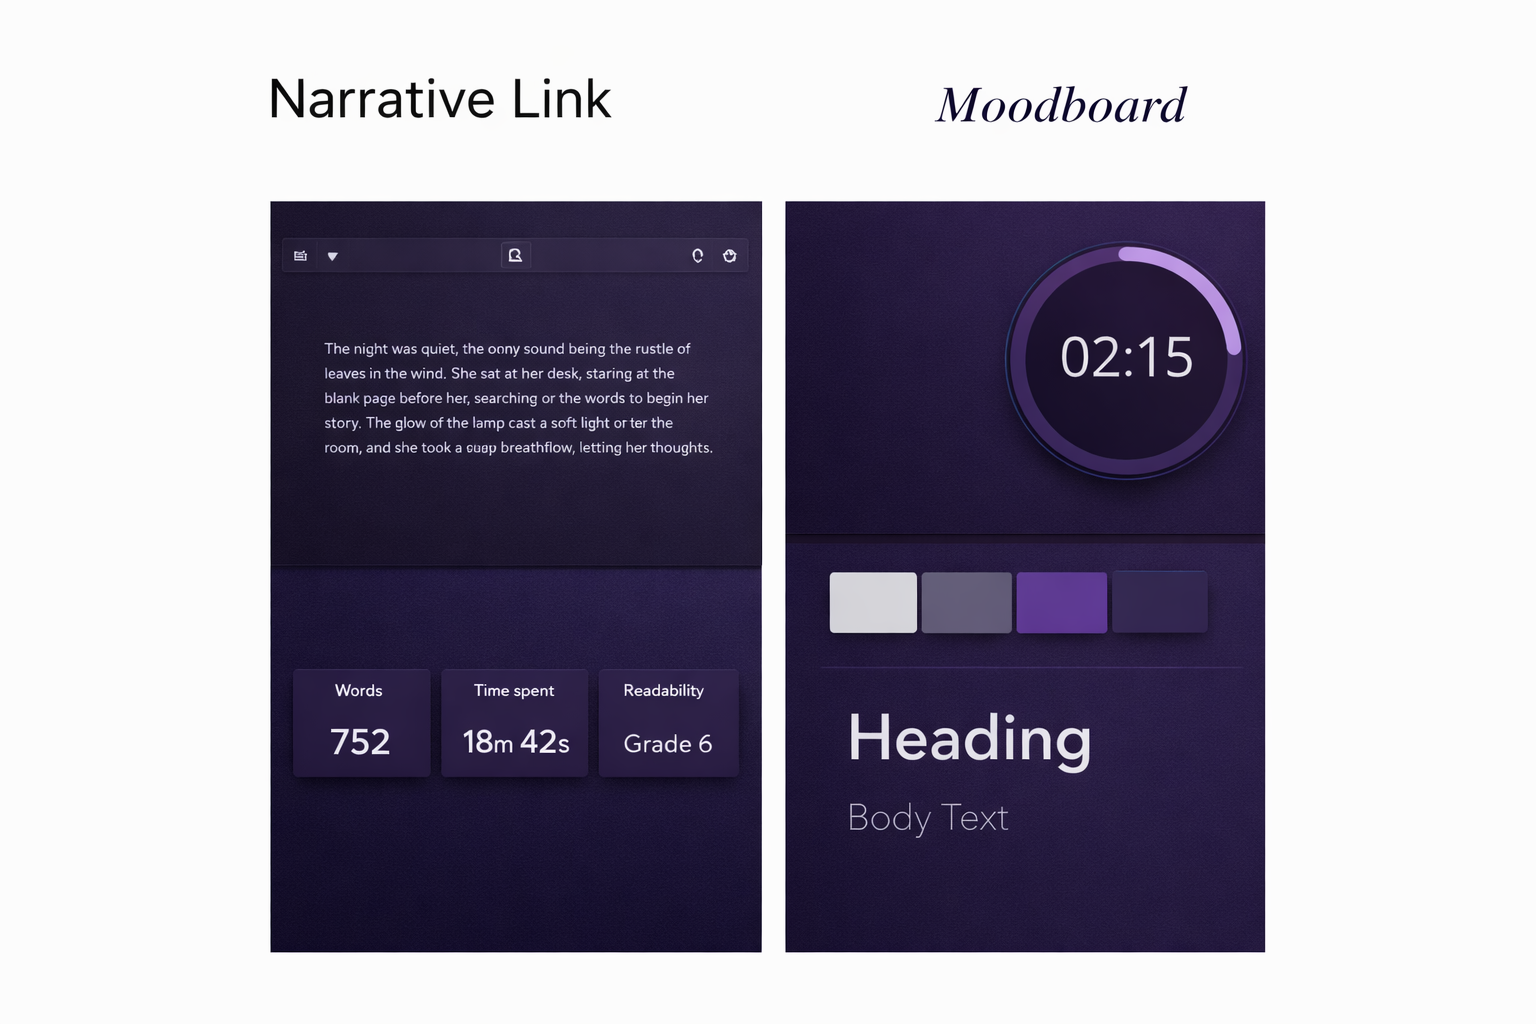 Narrative Link
Moodboard
The night was quiet, the oony sound being the rustle of
leaves in the wind. She sat at her desk, staring at the
blank page before her, searching or the words to begin her
story. The glow of the lamp cast a soft light or ter the
room, and she took a breathflow, letting her thoughts.
Words
752
Time spent
18m 42s
Readability
Grade 6
02:15
Heading
Body Text